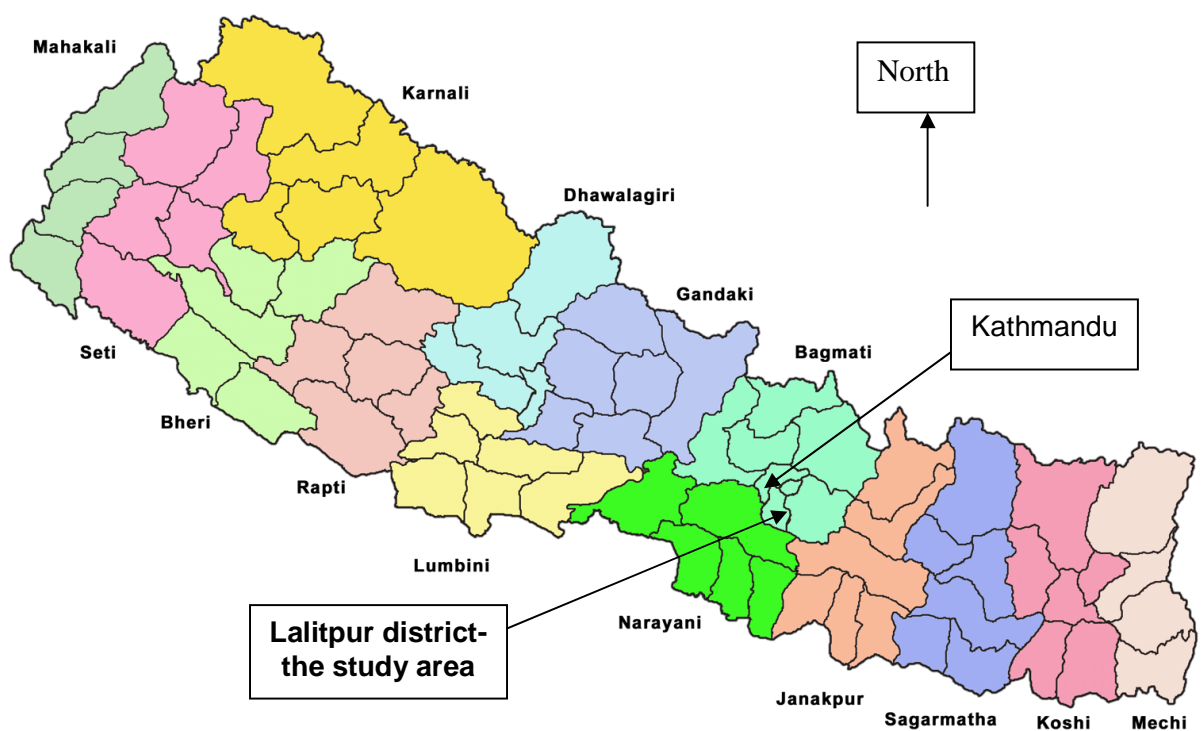 Mahakali
North
Karnali
Dhawalagiri
Gandaki
Kathmandu
Seti
Bagmati
Bheri
Rapti
Lumbini
Lalitpur district-
the study area
Narayani
Janakpur
Sagarmatha
Koshi
Mechi